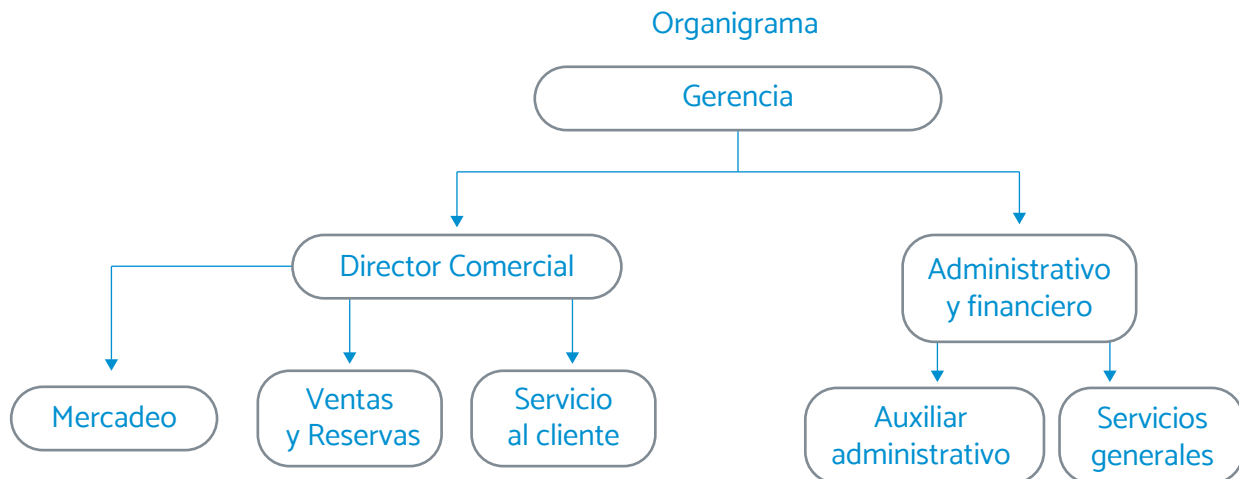 Organigrama
Gerencia
Director Comercial
Administrativo
y financiero
Mercadeo
Ventas
y Reservas
Servicio
al cliente
Auxiliar
administrativo
Servicios
generales